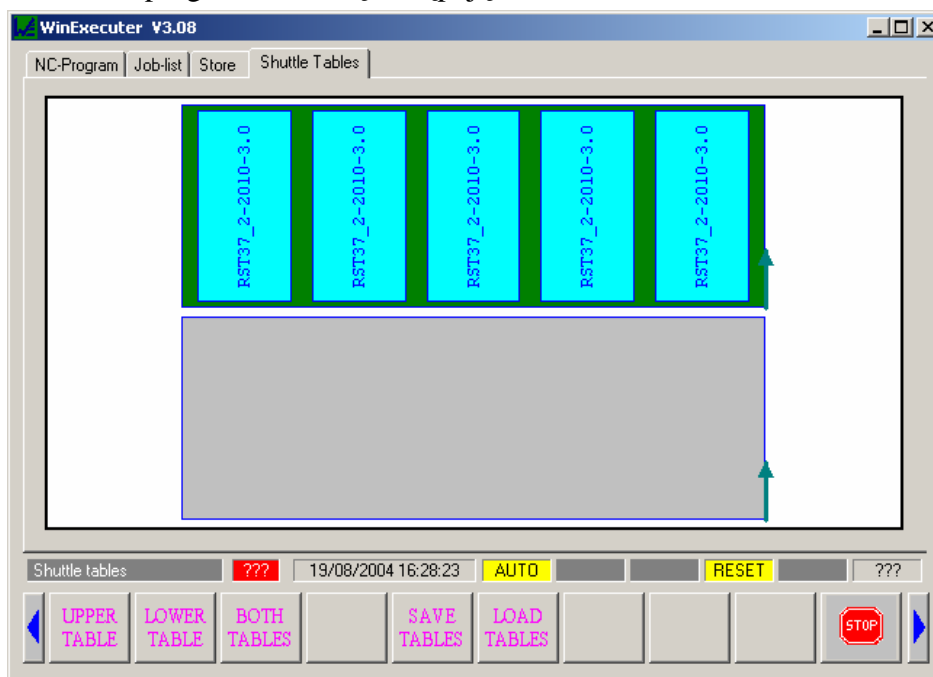 WinExecuter V3.08
NC-Program Job-list Store Shuttle Tables
RST37_2-2010-3.0
RST37_2-2010-3.0
RST37_2-2010-3.0
RST37_2-2010-3.0
RST37_2-2010-3.0
Shuttle tables ??? 19/08/2004 16:28:23 AUTO RESET ???
UPPER TABLE
LOWER TABLE
BOTH TABLES
SAVE TABLES
LOAD TABLES
STOP